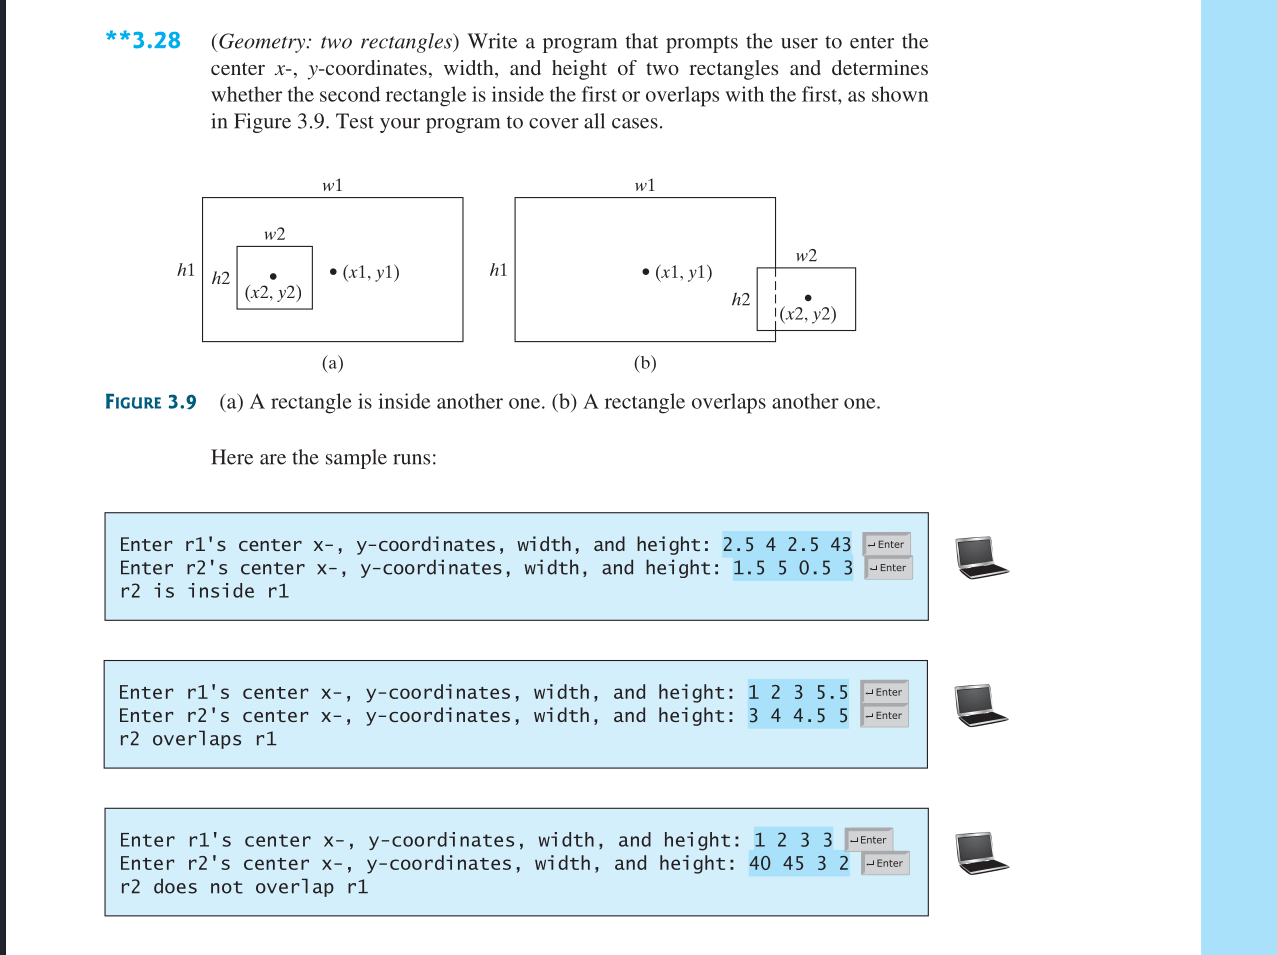 **3.28 (Geometry: two rectangles) Write a program that prompts the user to enter the
center x-, y-coordinates, width, and height of two rectangles and determines
whether the second rectangle is inside the first or overlaps with the first, as shown
in Figure 3.9. Test your program to cover all cases.
w1
w2
h1
h2
(x2, y2)
(x1, y1)
(a)
w1
h1
(x1, y1)
w2
h2
(x2, y2)
(b)
FIGURE 3.9 (a) A rectangle is inside another one. (b) A rectangle overlaps another one.
Here are the sample runs:
Enter r1's center x-, y-coordinates, width, and height: 2.5 4 2.5 43 ↵Enter
Enter r2's center x-, y-coordinates, width, and height: 1.5 5 0.5 3 ↵Enter
r2 is inside r1
Enter r1's center x-, y-coordinates, width, and height: 1 2 3 5.5 ↵Enter
Enter r2's center x-, y-coordinates, width, and height: 3 4 4.5 5 ↵Enter
r2 overlaps r1
Enter r1's center x-, y-coordinates, width, and height: 1 2 3 3 ↵Enter
Enter r2's center x-, y-coordinates, width, and height: 40 45 3 2 ↵Enter
r2 does not overlap r1